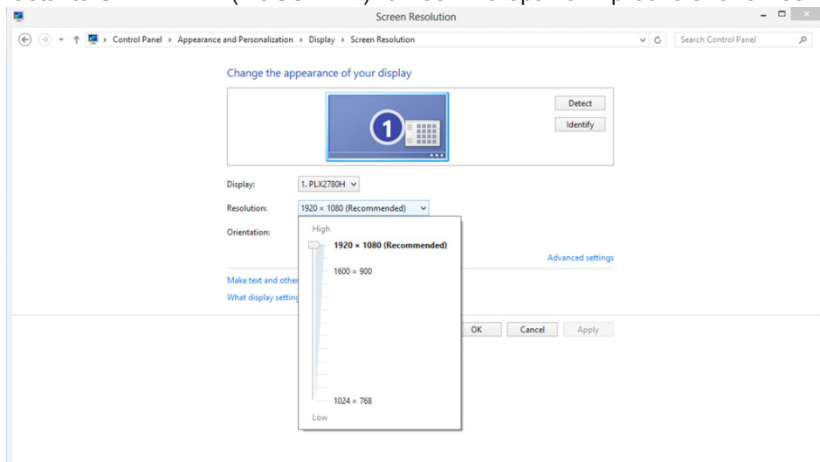 Screen Resolution
Control Panel ▸ Appearance and Personalization ▸ Display ▸ Screen Resolution
Search Control Panel
Change the appearance of your display
1
Detect
Identify
Display: 1. PLX2780H
Resolution: 1920 × 1080 (Recommended)
Orientation:
High
1920 × 1080 (Recommended)
1600 × 900
1024 × 768
Low
Advanced settings
Make text and other
What display setting
OK Cancel Apply